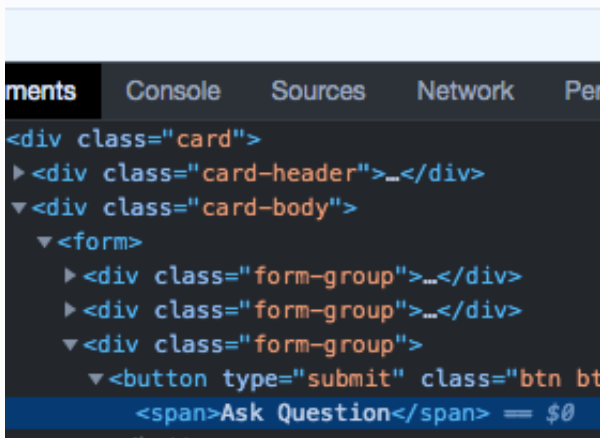 ments Console Sources Network Per
<div class="card">
▶<div class="card-header">…</div>
▼<div class="card-body">
▼<form>
▶<div class="form-group">…</div>
▶<div class="form-group">…</div>
▼<div class="form-group">
▼<button type="submit" class="btn bt
<span>Ask Question</span> == $0